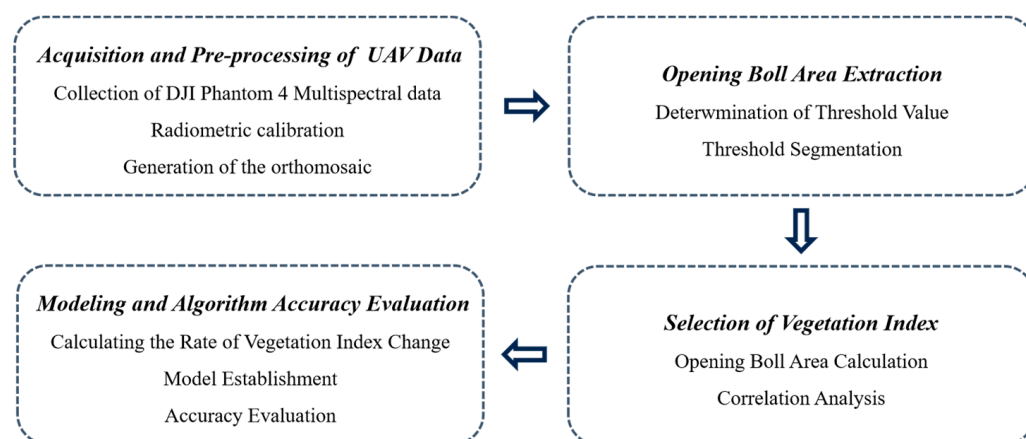 Acquisition and Pre-processing of UAV Data
Collection of DJI Phantom 4 Multispectral data
Radiometric calibration
Generation of the orthomosaic
Opening Boll Area Extraction
Deterwmination of Threshold Value
Threshold Segmentation
Selection of Vegetation Index
Opening Boll Area Calculation
Correlation Analysis
Modeling and Algorithm Accuracy Evaluation
Calculating the Rate of Vegetation Index Change
Model Establishment
Accuracy Evaluation